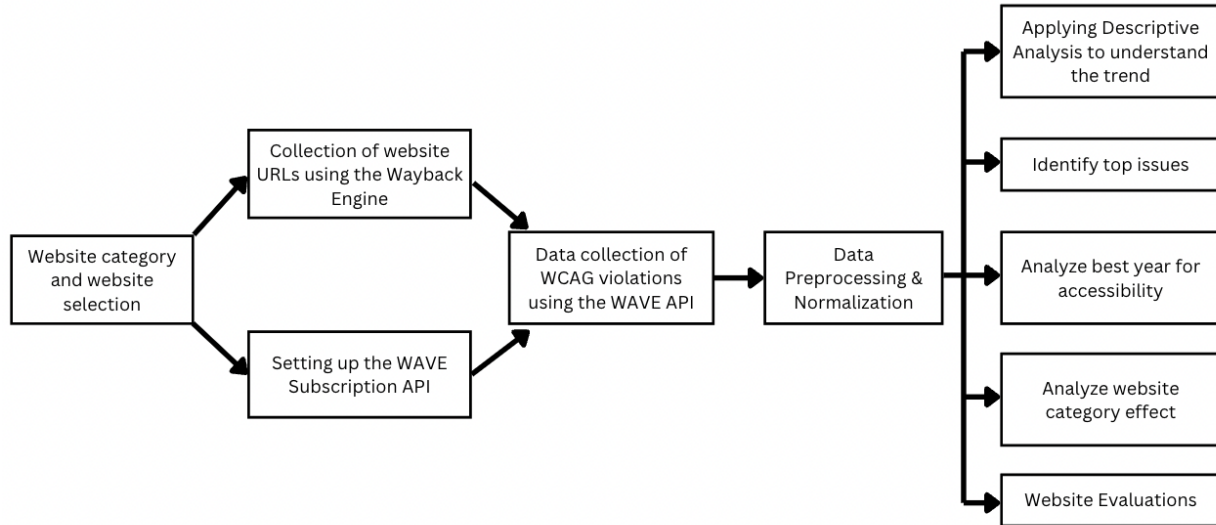 Website category
and website
selection
Collection of website
URLs using the Wayback
Engine
Setting up the WAVE
Subscription API
Data collection of
WCAG violations
using the WAVE API
Data
Preprocessing &
Normalization
Applying Descriptive
Analysis to understand
the trend
Identify top issues
Analyze best year for
accessibility
Analyze website
category effect
Website Evaluations